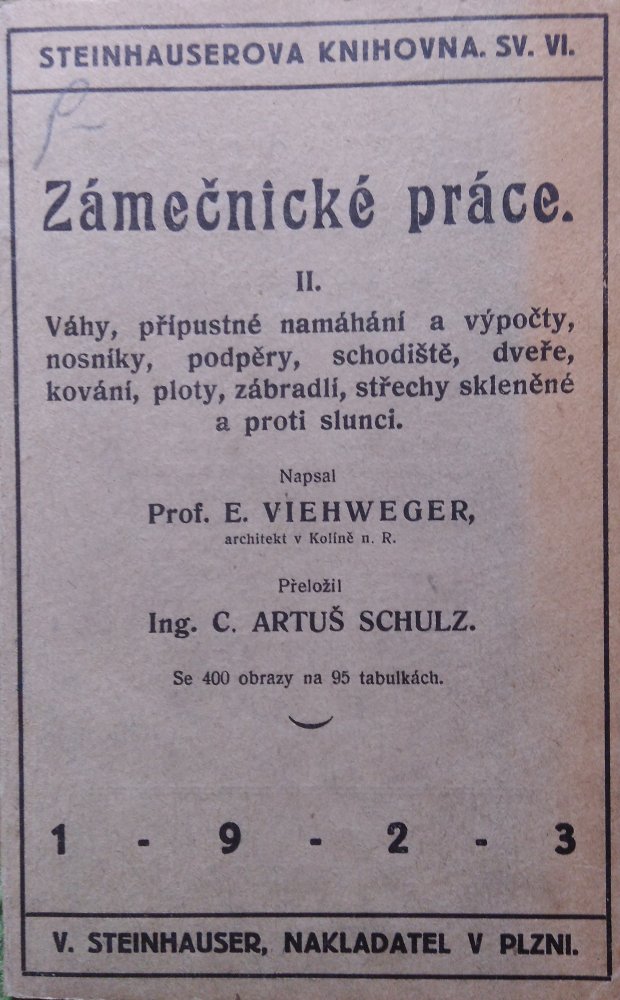 STEINHAUSEROVA KNIHOVNA. SV. VI.
Zámečnické práce.
II.
Váhy, přípustné namáhání a výpočty,
nosníky, podpěry, schodiště, dveře,
kování, ploty, zábradlí, střechy skleněné
a proti slunci.
Napsal
Prof. E. VIEHWEGER,
architekt v Kolíně n. R.
Přeložil
Ing. C. ARTUŠ SCHULZ.
Se 400 obrazy na 95 tabulkách.
1 - 9 - 2 - 3
V. STEINHAUSER, NAKLADATEL V PLZNI.